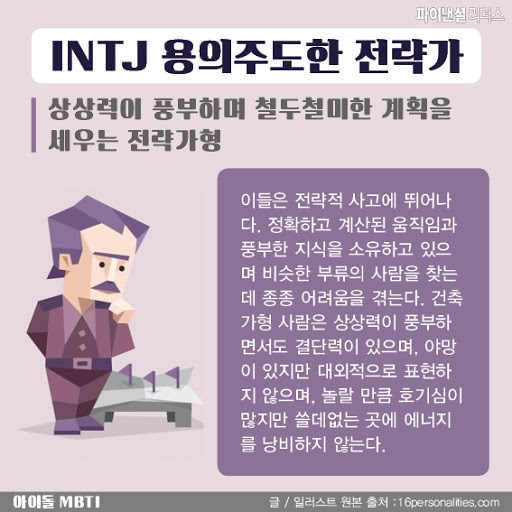 파이낸셜리더스
INTJ 용의주도한 전략가
상상력이 풍부하며 철두철미한 계획을
세우는 전략가형
이들은 전략적 사고에 뛰어나
다. 정확하고 계산된 움직임과
풍부한 지식을 소유하고 있으
며 비슷한 부류의 사람을 찾는
데 종종 어려움을 겪는다. 건축
가형 사람은 상상력이 풍부하
면서도 결단력이 있으며, 야망
이 있지만 대외적으로 표현하
지 않으며, 놀랄 만큼 호기심이
많지만 쓸데없는 곳에 에너지
를 낭비하지 않는다.
아이돌 MBTI
글 / 일러스트 원본 출처 :16personalities.com